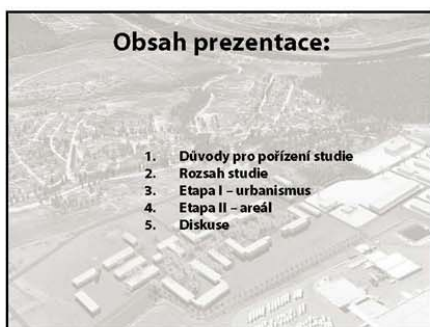 Obsah prezentace:
1. Důvody pro pořízení studie
2. Rozsah studie
3. Etapa I – urbanismus
4. Etapa II – areál
5. Diskuse